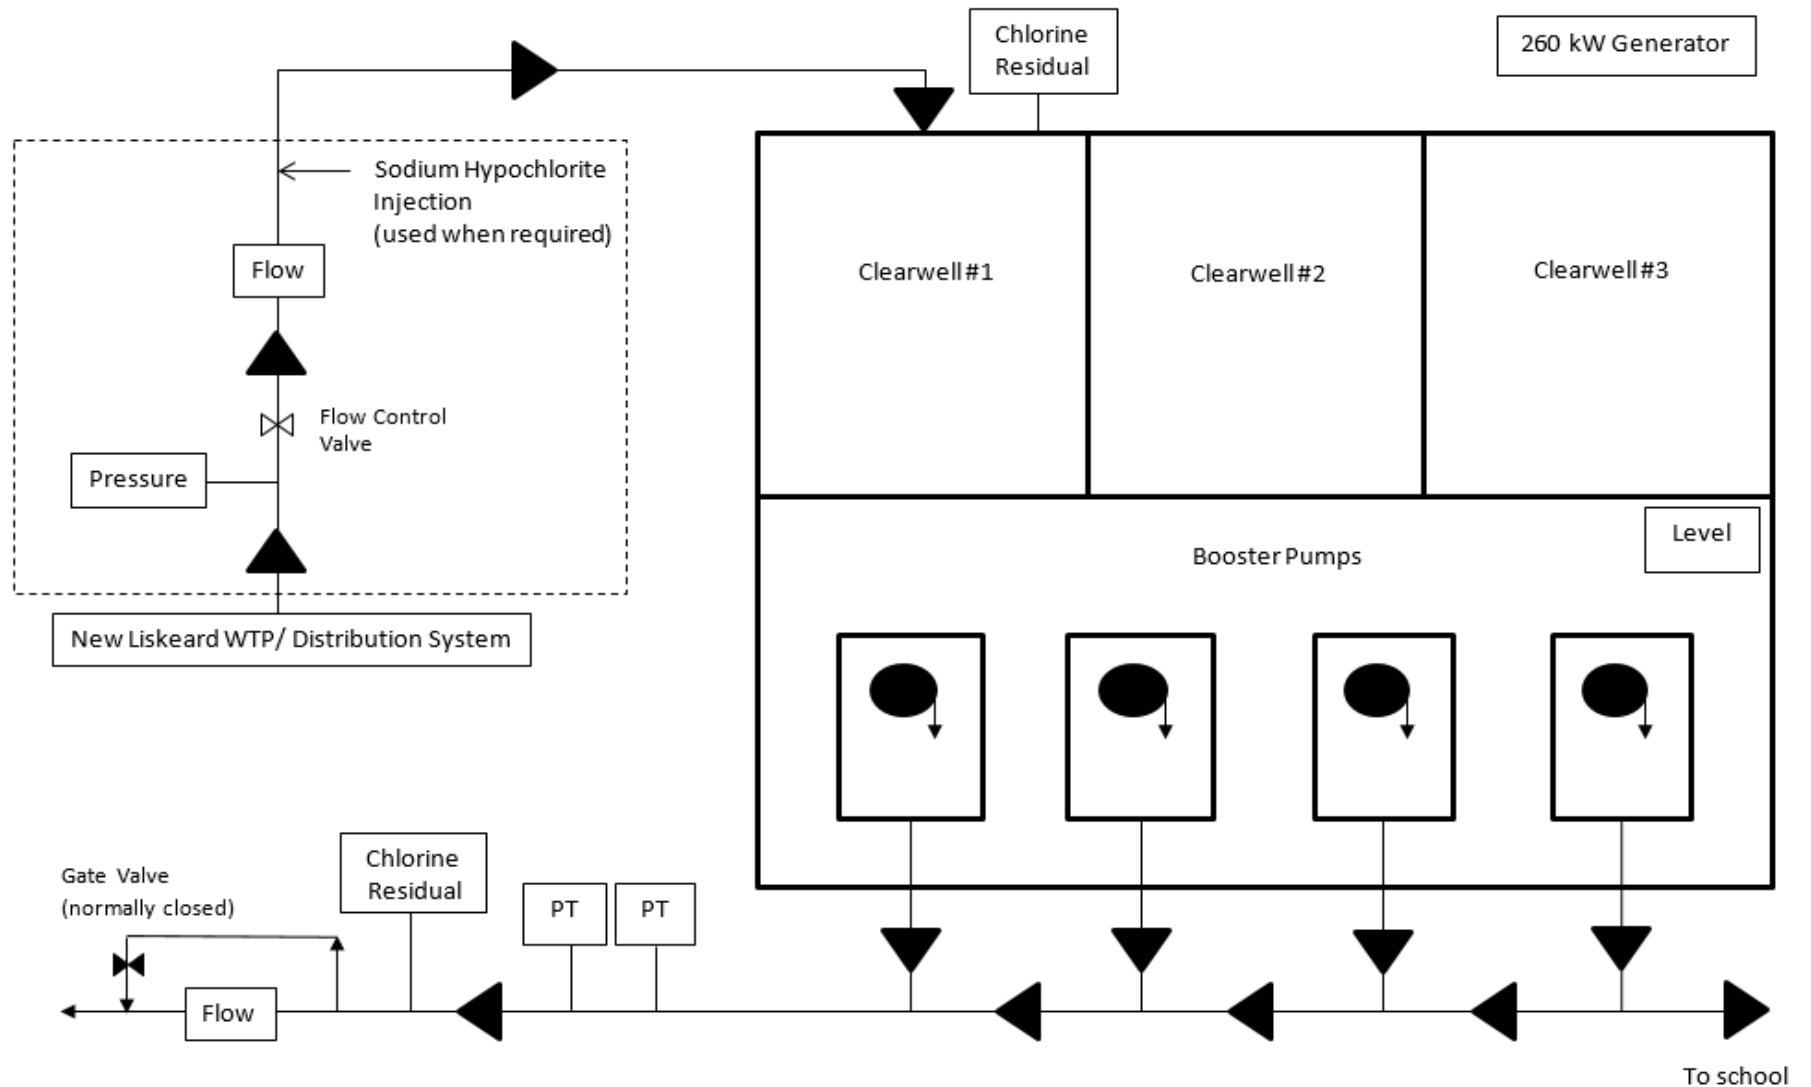 Chlorine
Residual
260 kW Generator
Sodium Hypochlorite
Injection
(used when required)
Flow
Clearwell #1
Clearwell #2
Clearwell #3
Flow Control
Valve
Pressure
Level
Booster Pumps
New Liskeard WTP/ Distribution System
Chlorine
Residual
Gate Valve
(normally closed)
PT
PT
Flow
To school